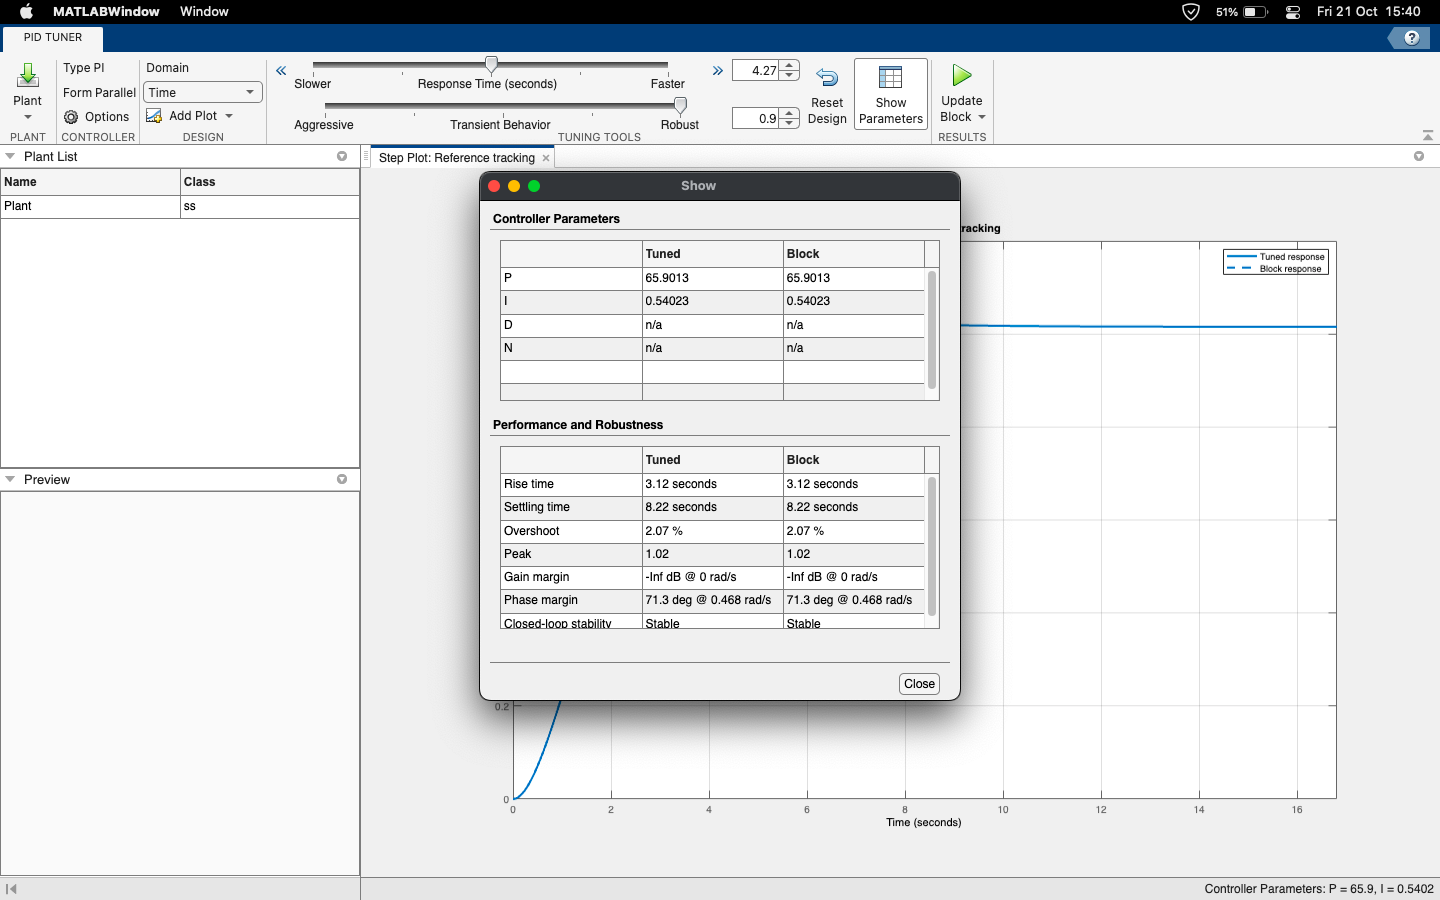 MATLABWindow Window 51% Fri 21 Oct 15:40
PID TUNER
?
Plant
PLANT
Type PI
Form Parallel
Options
CONTROLLER
Domain
Time
Add Plot
DESIGN
Slower Response Time (seconds) Faster
4.27
Aggressive Transient Behavior Robust
0.9
TUNING TOOLS
Reset
Design
Show
Parameters
Update
Block
RESULTS
Plant List
Name Class
Plant ss
Preview
Step Plot: Reference tracking
racking
Tuned response
Block response
Show
Controller Parameters
Tuned Block
P 65.9013 65.9013
I 0.54023 0.54023
D n/a n/a
N n/a n/a
Performance and Robustness
Tuned Block
Rise time 3.12 seconds 3.12 seconds
Settling time 8.22 seconds 8.22 seconds
Overshoot 2.07 % 2.07 %
Peak 1.02 1.02
Gain margin -Inf dB @ 0 rad/s -Inf dB @ 0 rad/s
Phase margin 71.3 deg @ 0.468 rad/s 71.3 deg @ 0.468 rad/s
Closed-loop stability Stable Stable
Close
0.2
0
0 2 4 6 8 10 12 14 16
Time (seconds)
Controller Parameters: P = 65.9, I = 0.5402